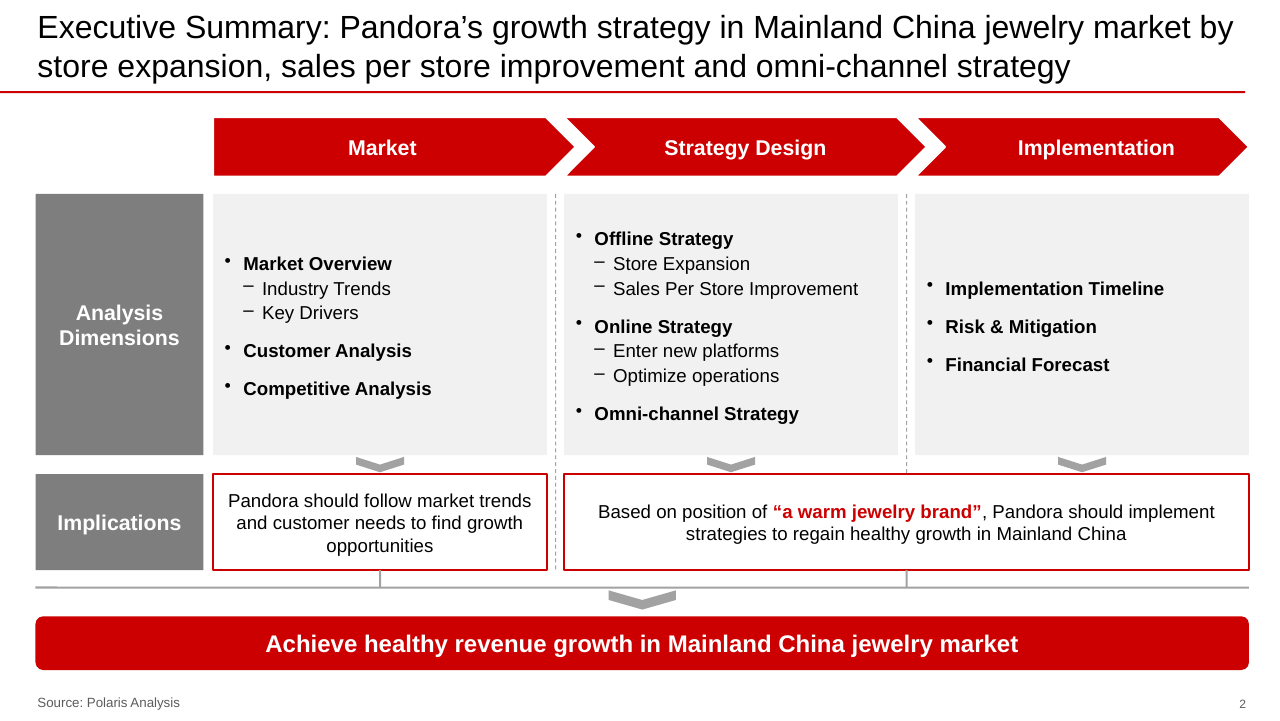 Executive Summary: Pandora’s growth strategy in Mainland China jewelry market by
store expansion, sales per store improvement and omni-channel strategy
Market
Strategy Design
Implementation
Analysis
Dimensions
• Market Overview
– Industry Trends
– Key Drivers
• Customer Analysis
• Competitive Analysis
• Offline Strategy
– Store Expansion
– Sales Per Store Improvement
• Online Strategy
– Enter new platforms
– Optimize operations
• Omni-channel Strategy
• Implementation Timeline
• Risk & Mitigation
• Financial Forecast
Implications
Pandora should follow market trends
and customer needs to find growth
opportunities
Based on position of “a warm jewelry brand”, Pandora should implement
strategies to regain healthy growth in Mainland China
Achieve healthy revenue growth in Mainland China jewelry market
Source: Polaris Analysis
2